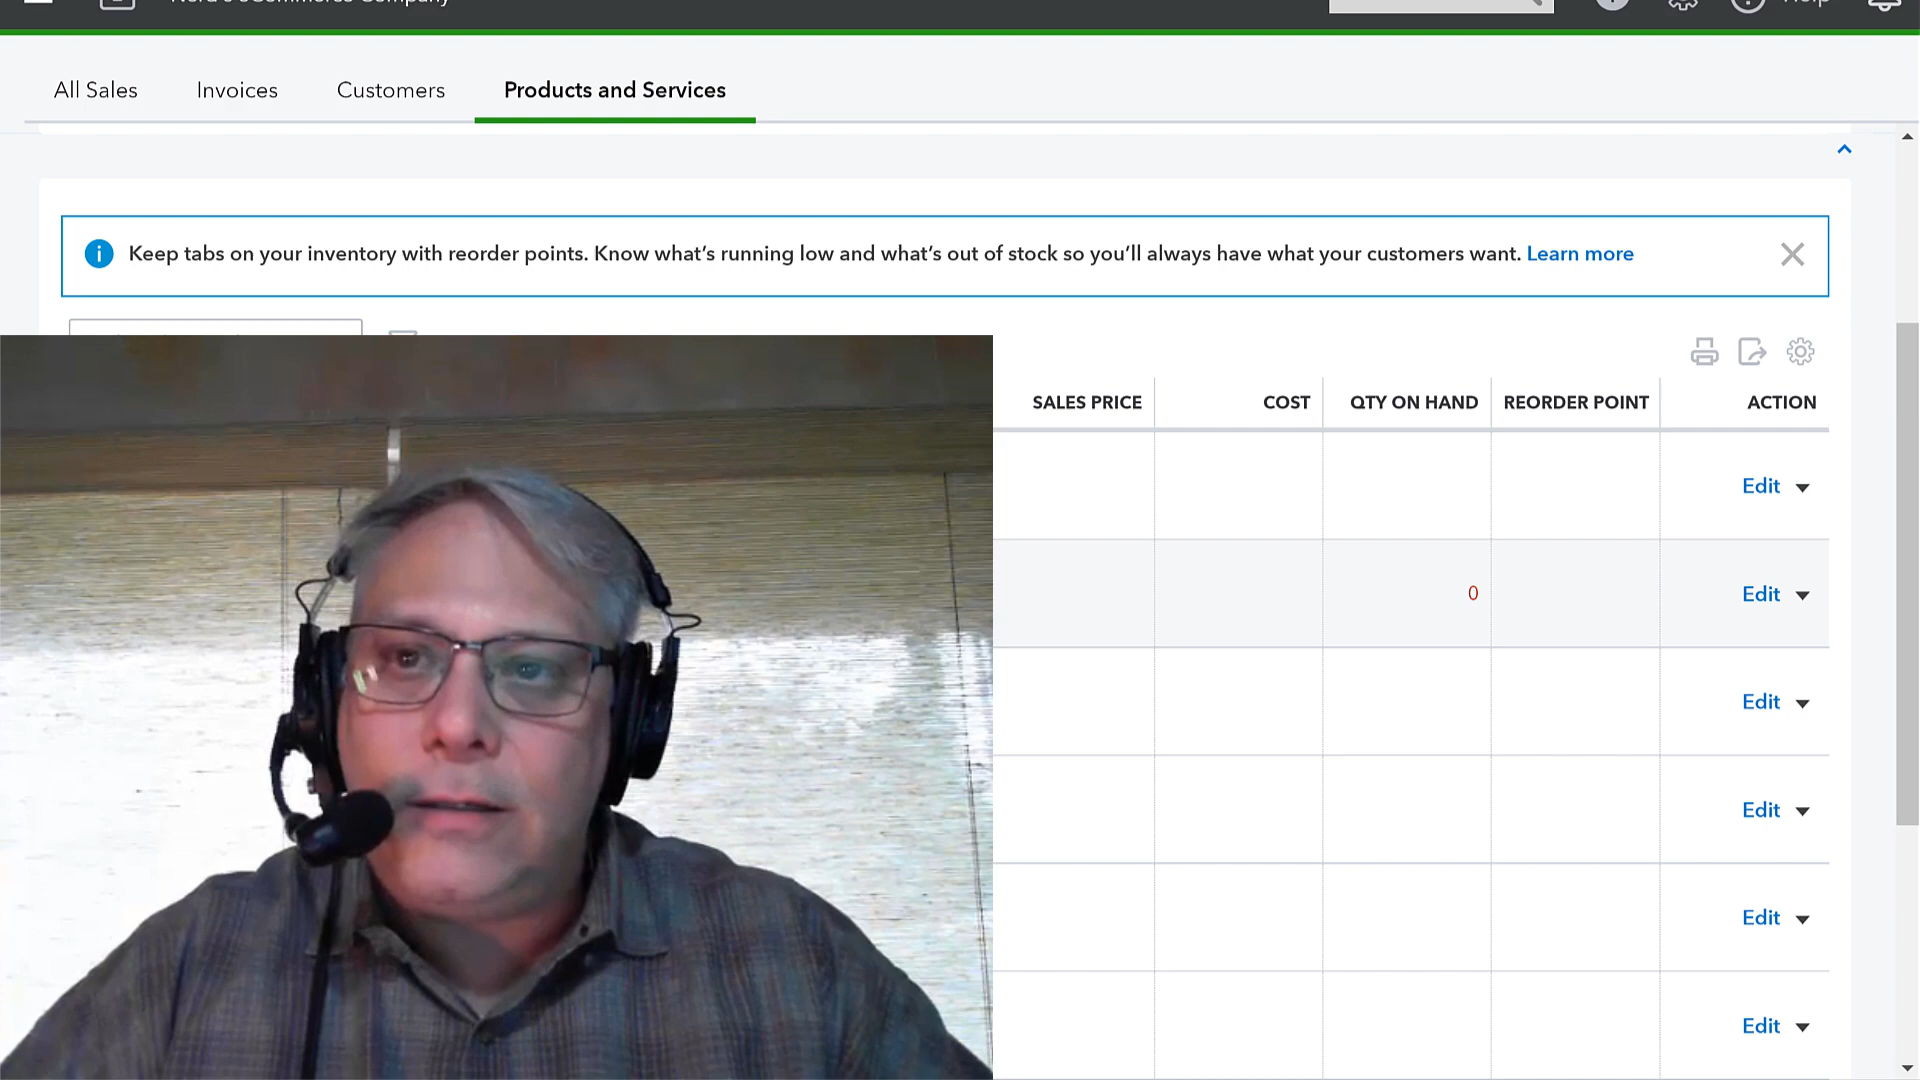 Help
All Sales
Invoices
Customers
Products and Services
Keep tabs on your inventory with reorder points. Know what's running low and what's out of stock so you'll always have what your customers want. Learn more
SALES PRICE COST QTY ON HAND REORDER POINT ACTION
Edit
0 Edit
Edit
Edit
Edit
Edit